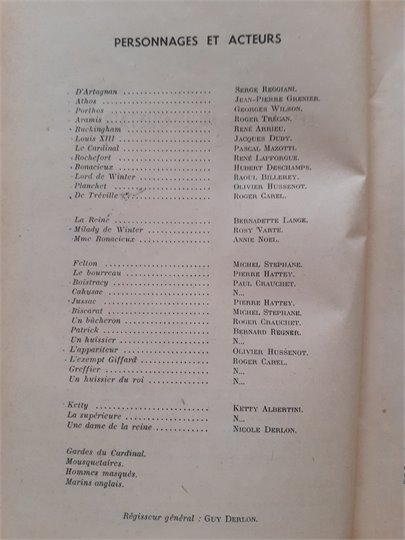 PERSONNAGES ET ACTEURS
D'Artagnan .................... SERGE REGGIANI.
Athos .................... JEAN-PIERRE GRENIER.
Porthos .................... GEORGES WILSON.
Aramis .................... ROGER TRÉCAN.
Buckingham .................... RENÉ ARRIEU.
Louis XIII .................... JACQUES DUBY.
Le Cardinal .................... PASCAL MAZOTTI.
Rochefort .................... RENÉ LAFFORGUE.
Bonacieux .................... HUBERT DESCHAMPS.
Lord de Winter .................... RAOUL BILLEREY.
Planchet .................... OLIVIER HUSSENOT.
De Tréville .................... ROGER CAREL.
La Reine .................... BERNADETTE LANGE.
Milady de Winter .................... ROSY VARTE.
Mme Bonacieux .................... ANNIE NOEL.
Felton .................... MICHEL STEPHANE.
Le bourreau .................... PIERRE HATTEY.
Boistracy .................... PAUL CRAUCHET.
Cahusac .................... N...
Jussac .................... PIERRE HATTEY.
Biscarat .................... MICHEL STEPHANE.
Un bûcheron .................... ROGER CRAUCHET.
Patrick .................... BERNARD REGNER.
Un huissier .................... N...
L'appariteur .................... OLIVIER HUSSENOT.
L'exempt Giffard .................... ROGER CAREL.
Greffier .................... N...
Un huissier du roi .................... N...
Ketty .................... KETTY ALBERTINI.
La supérieure .................... N...
Une dame de la reine .................... NICOLE DERLON.
Gardes du Cardinal.
Mousquetaires.
Hommes masqués.
Marins anglais.
Régisseur général : GUY DERLON.